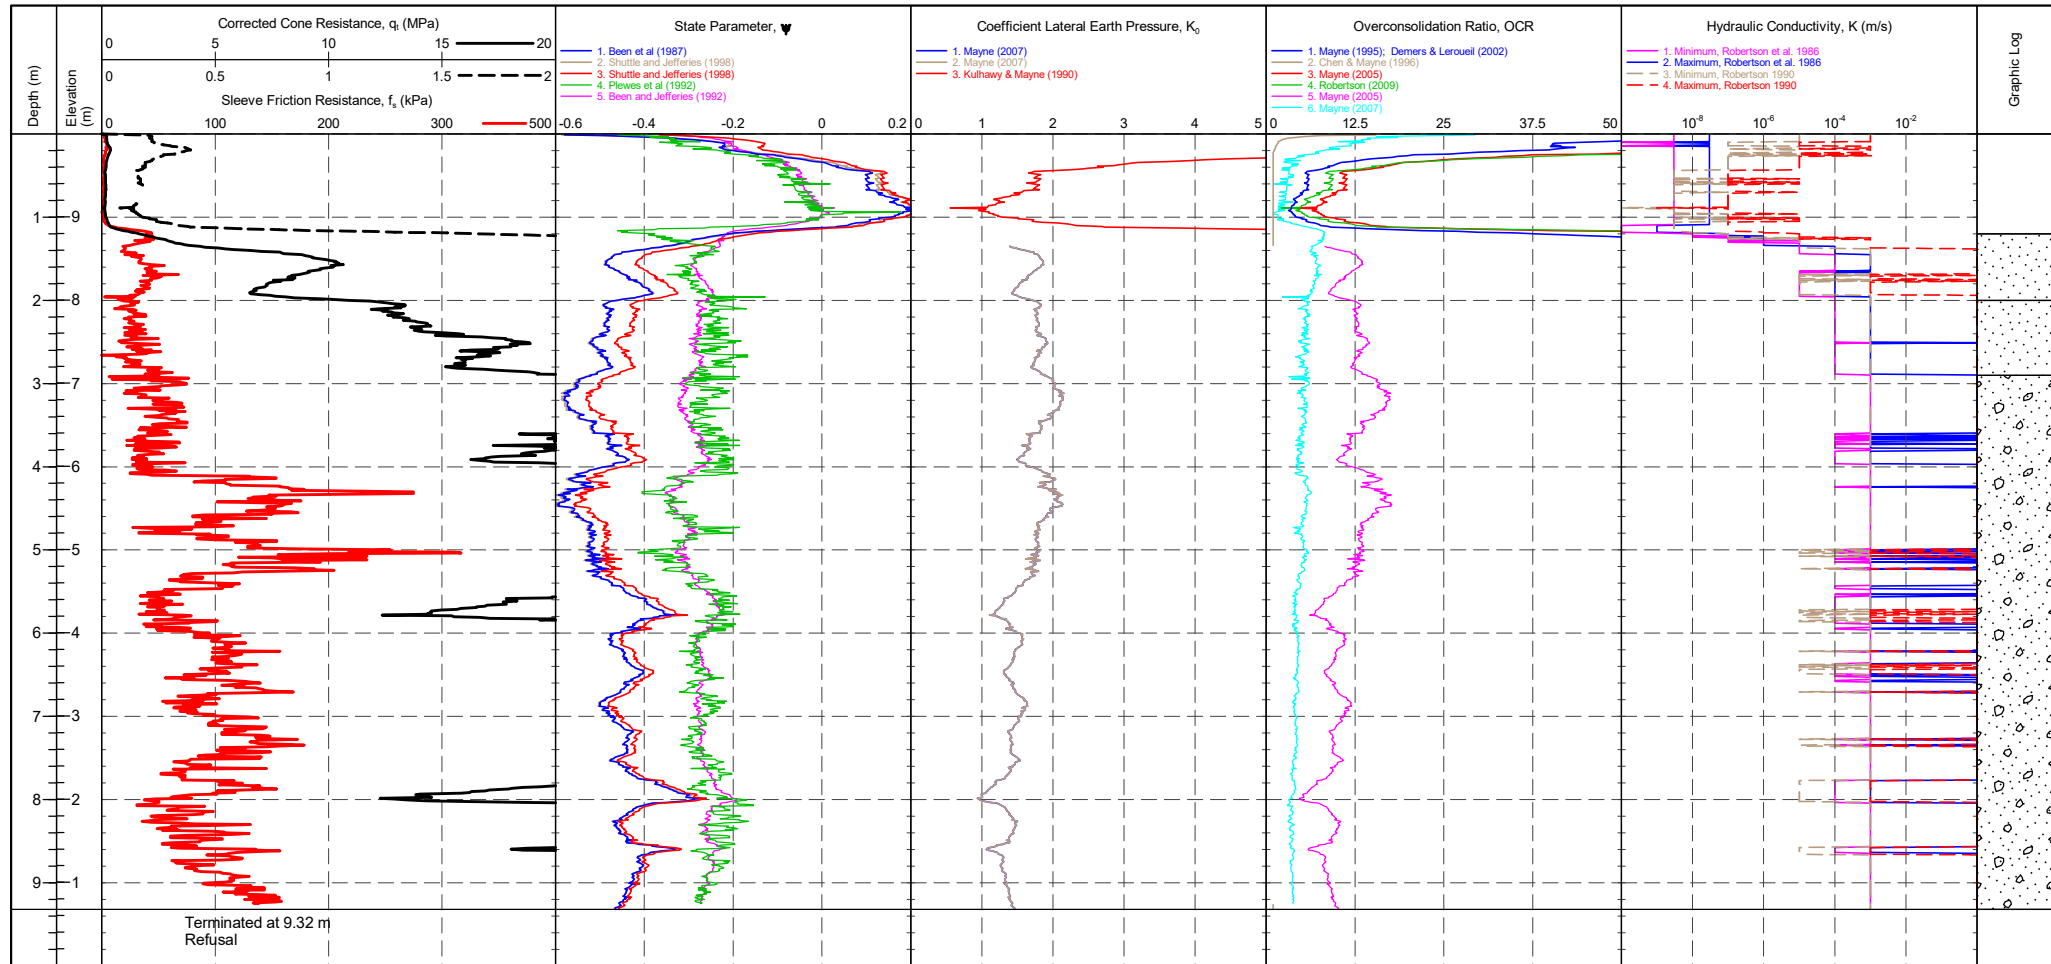 Depth (m)
Elevation (m)
Corrected Cone Resistance, qt (MPa)
0 5 10 15 20
0 0.5 1 1.5 2
Sleeve Friction Resistance, fs (kPa)
100 200 300 500
State Parameter, ψ
1. Been et al (1987)
2. Shuttle and Jefferies (1998)
3. Shuttle and Jefferies (1998)
4. Plewes et al (1992)
5. Been and Jefferies (1992)
-0.6 -0.4 -0.2 0 0.2
Coefficient Lateral Earth Pressure, K0
1. Mayne (2007)
2. Mayne (2007)
3. Kulhawy & Mayne (1990)
0 1 2 3 4 5
Overconsolidation Ratio, OCR
1. Mayne (1995); Demers & Leroueil (2002)
2. Chen & Mayne (1996)
3. Mayne (2005)
4. Robertson (2009)
5. Mayne (2005)
6. Mayne (2007)
0 12.5 25 37.5 50
Hydraulic Conductivity, K (m/s)
1. Minimum, Robertson et al. 1986
2. Maximum, Robertson et al. 1986
3. Minimum, Robertson 1990
4. Maximum, Robertson 1990
10-8 10-6 10-4 10-2
Graphic Log
1 9
2 8
3 7
4 6
5 5
6 4
7 3
8 2
9 1
Terminated at 9.32 m
Refusal